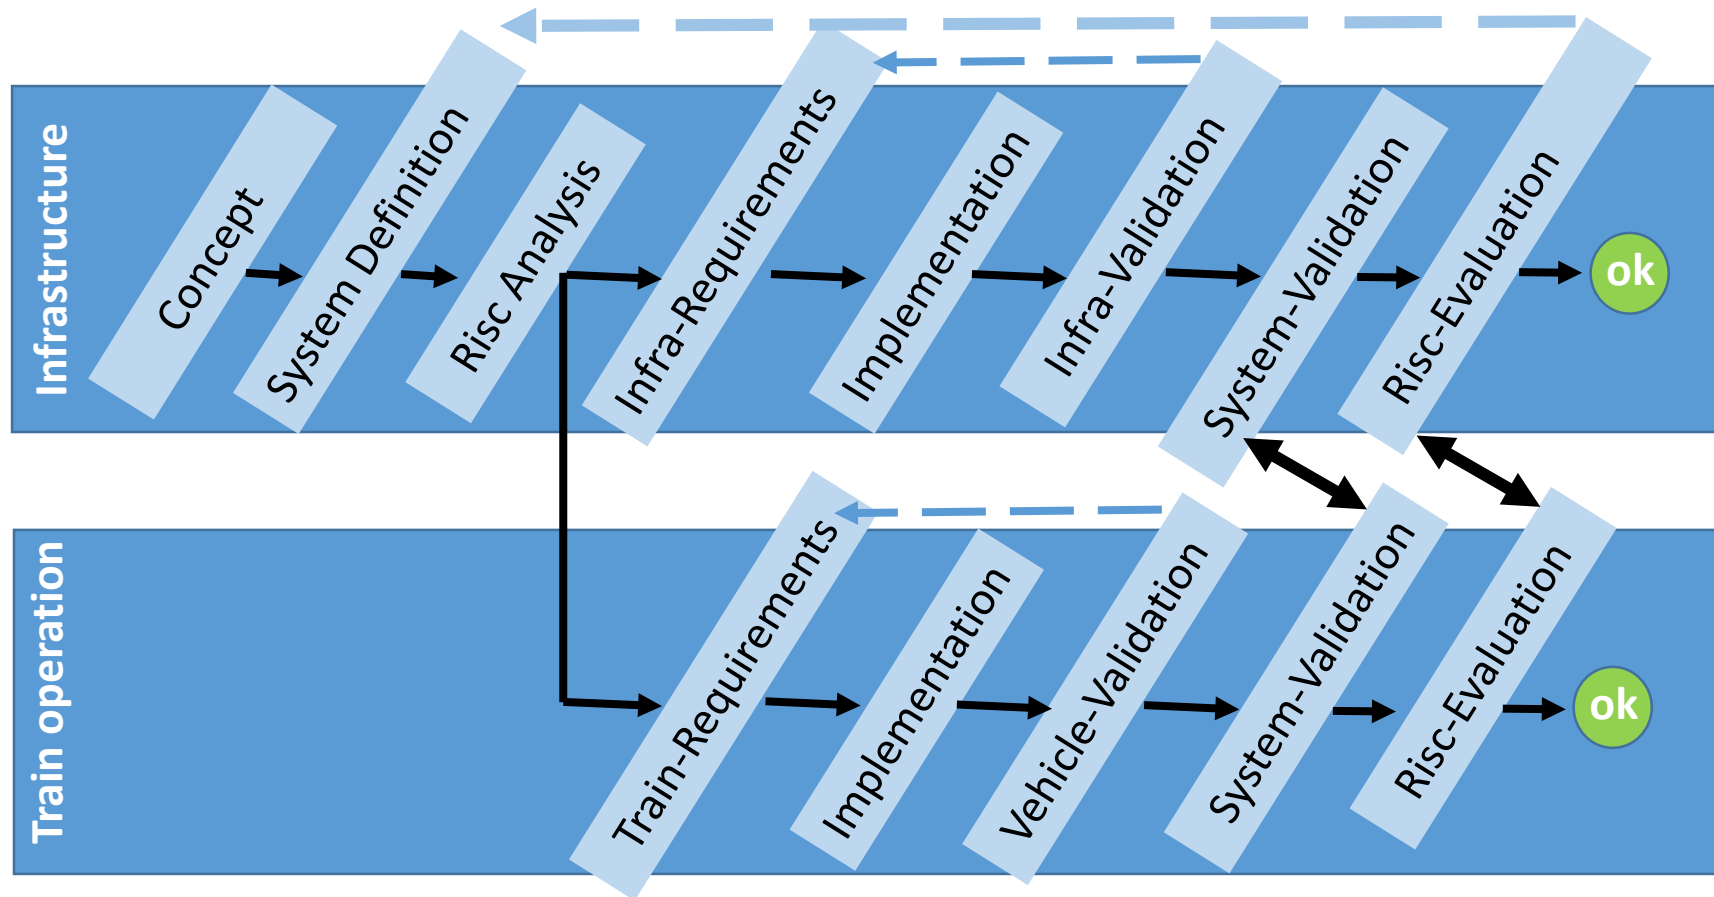 Infrastructure
Concept
System Definition
Risc Analysis
Infra-Requirements
Implementation
Infra-Validation
System-Validation
Risc-Evaluation
ok
Train operation
Train-Requirements
Implementation
Vehicle-Validation
System-Validation
Risc-Evaluation
ok